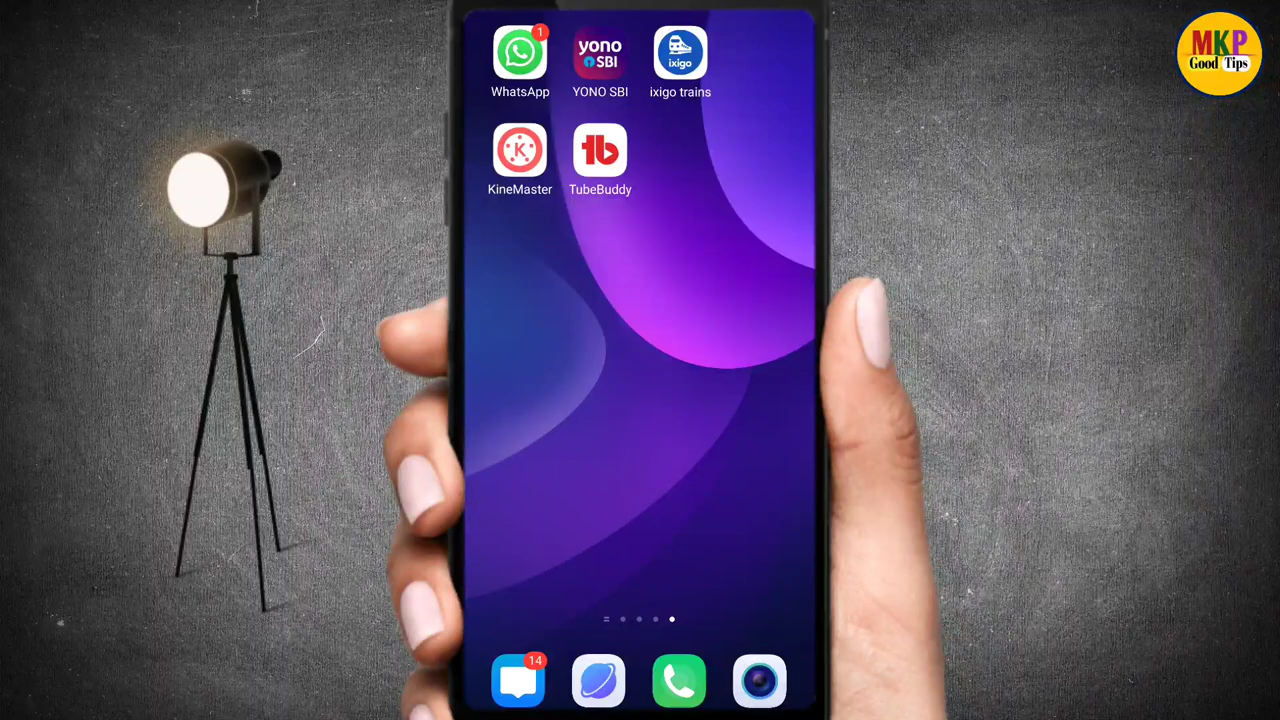 MKP
Good Tips
1
yono
SBI
ixigo
WhatsApp
YONO SBI
ixigo trains
K
tb
KineMaster
TubeBuddy
14